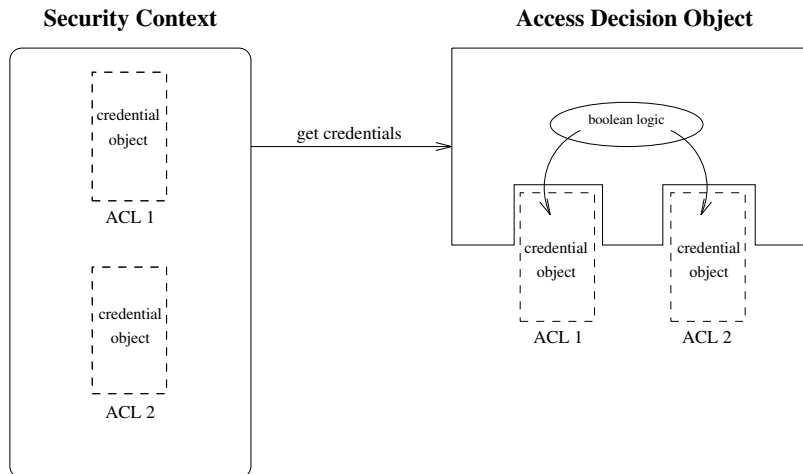 Security Context
Access Decision Object
credential
object
ACL 1
credential
object
ACL 2
get credentials
boolean logic
credential
object
ACL 1
credential
object
ACL 2